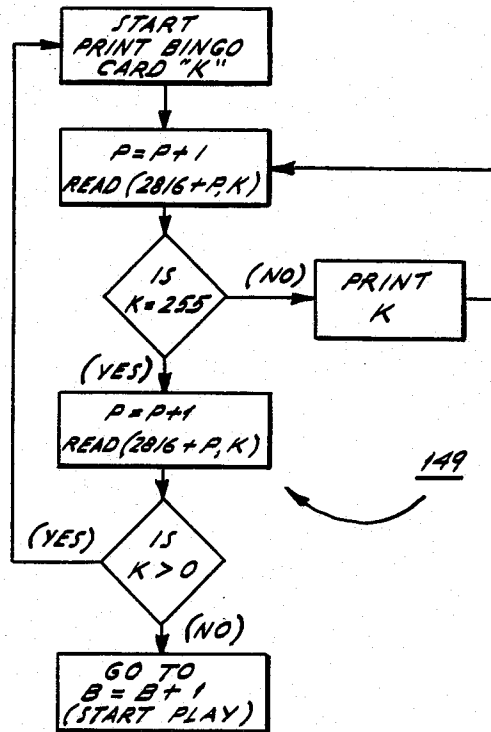 START
PRINT BINGO
CARD "K"
P = P + 1
READ (2816 + P, K)
IS
K = 255
(NO)
PRINT
K
(YES)
P = P + 1
READ (2816 + P, K)
149
(YES)
IS
K > 0
(NO)
GO TO
B = B + 1
(START PLAY)